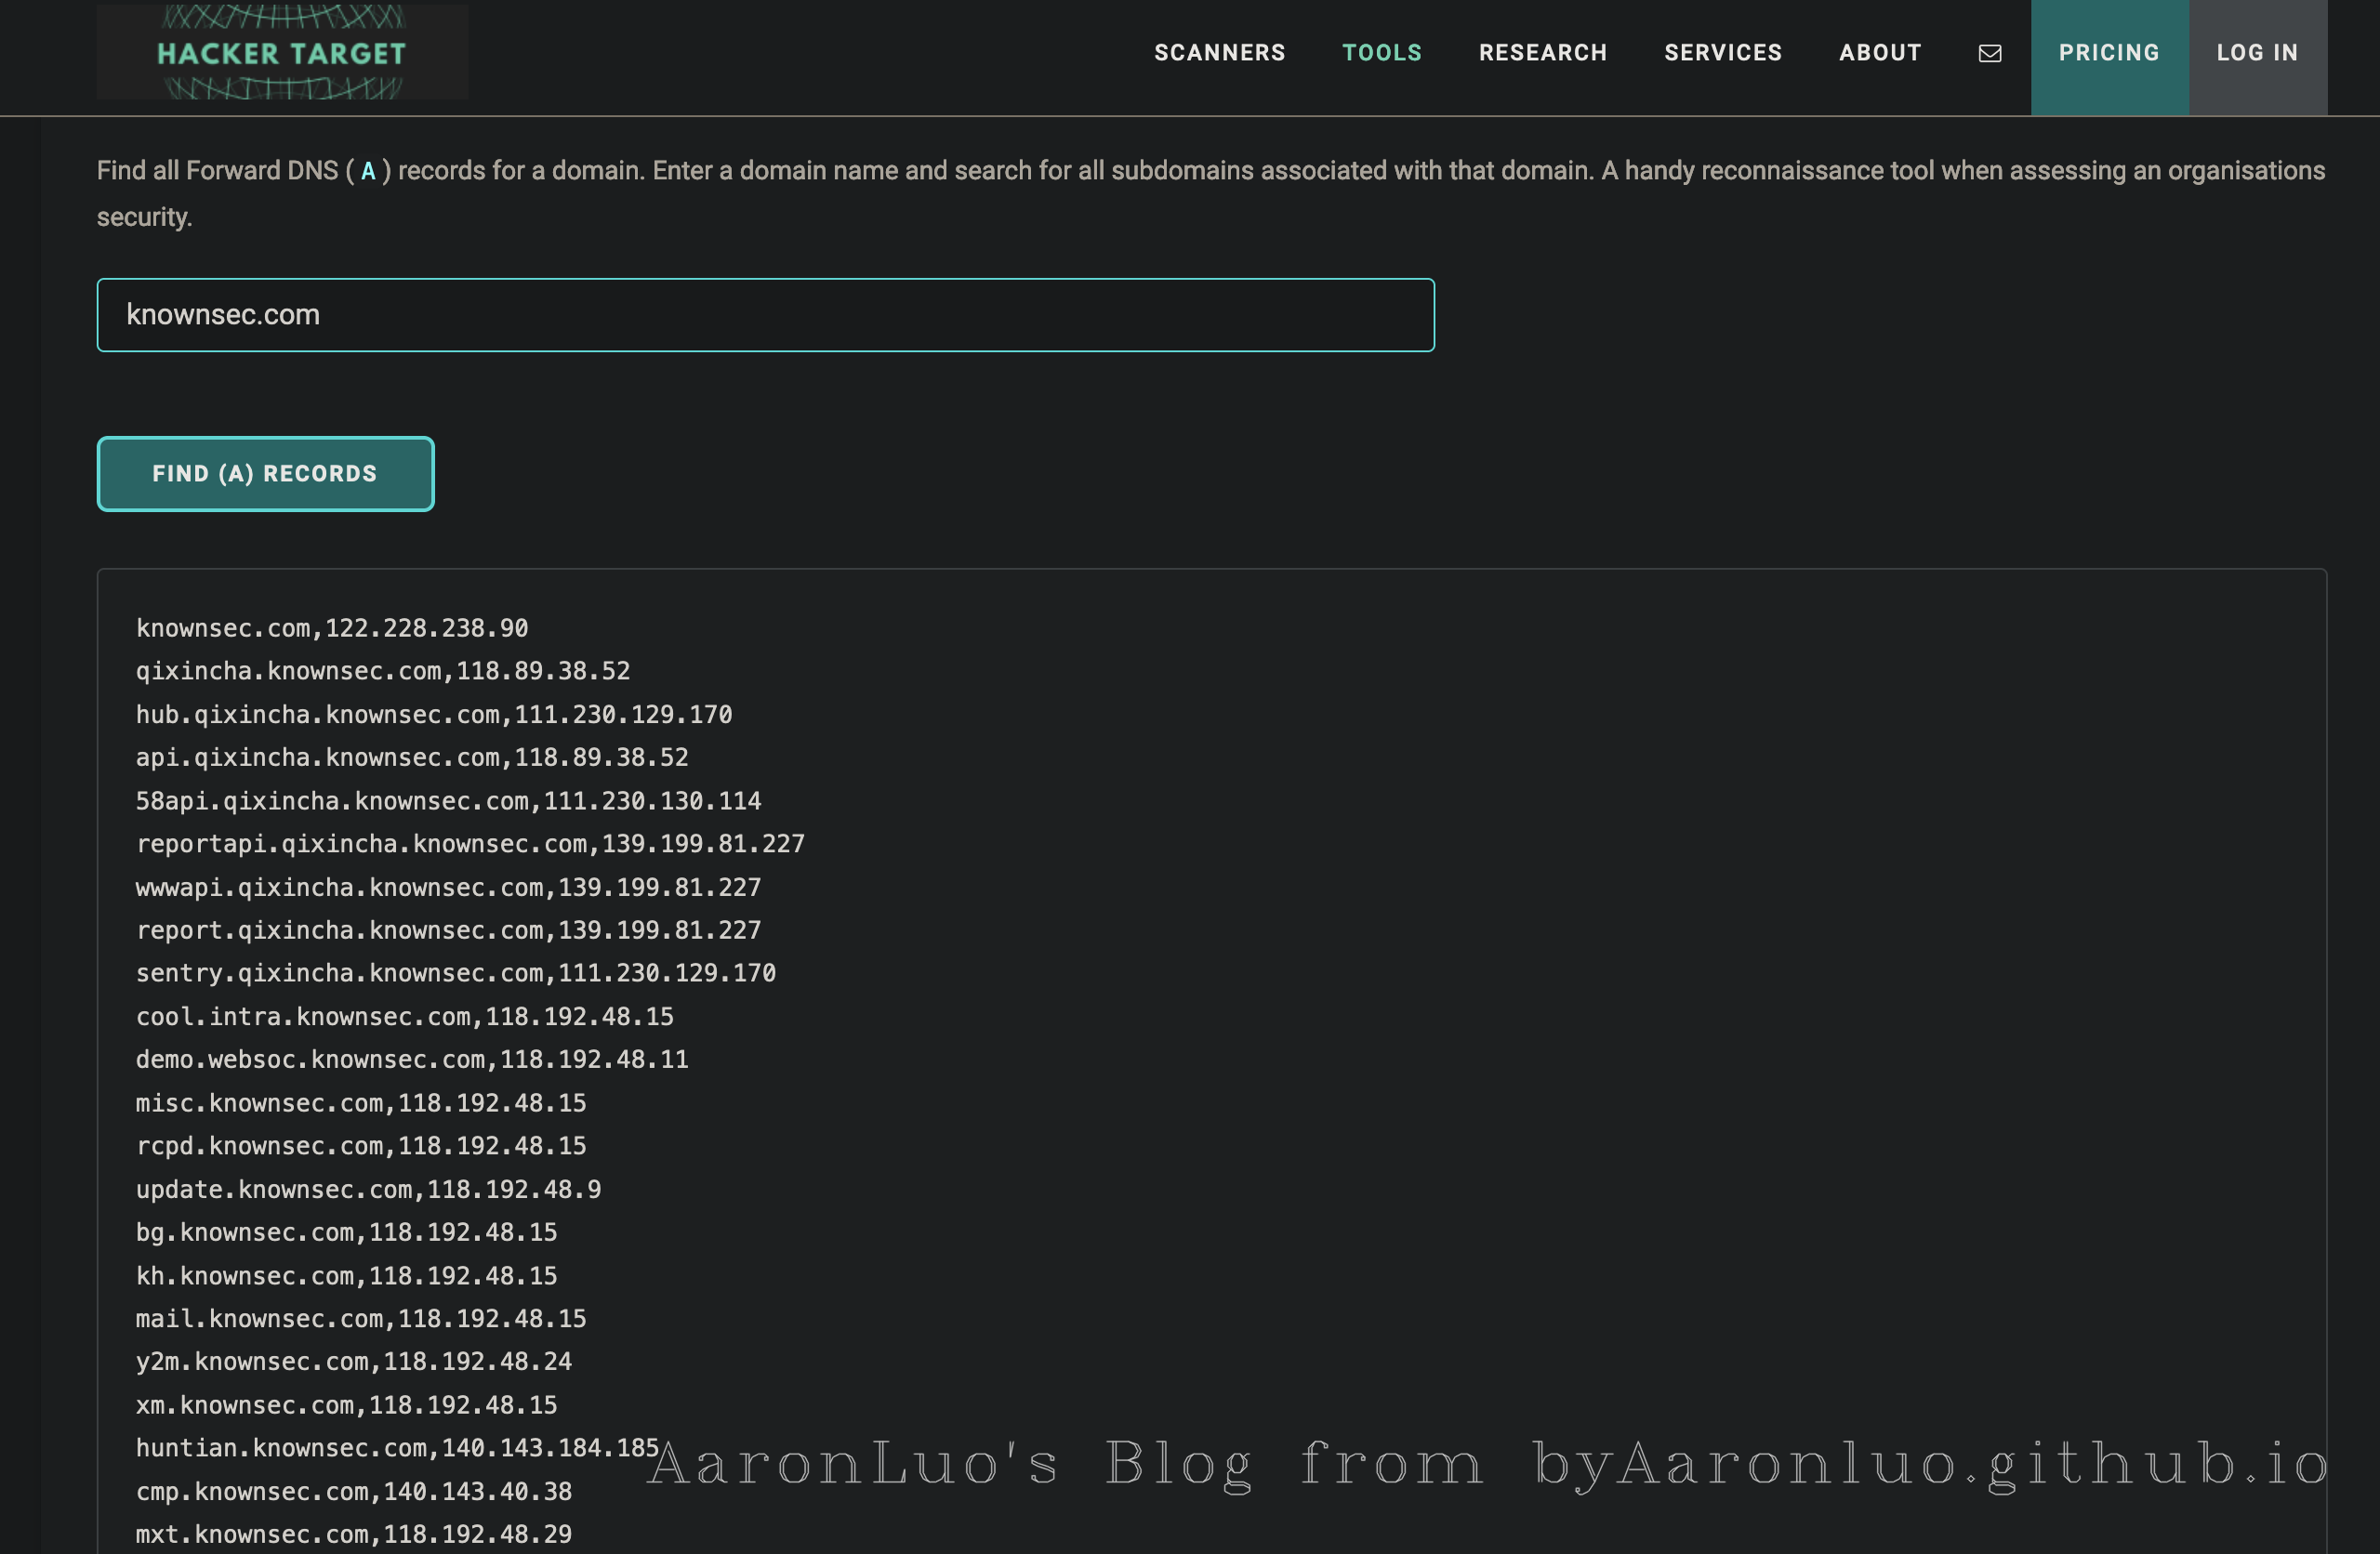 HACKER TARGET
SCANNERS TOOLS RESEARCH SERVICES ABOUT PRICING LOG IN
Find all Forward DNS ( A ) records for a domain. Enter a domain name and search for all subdomains associated with that domain. A handy reconnaissance tool when assessing an organisations
security.
knownsec.com
FIND (A) RECORDS
knownsec.com,122.228.238.90
qixincha.knownsec.com,118.89.38.52
hub.qixincha.knownsec.com,111.230.129.170
api.qixincha.knownsec.com,118.89.38.52
58api.qixincha.knownsec.com,111.230.130.114
reportapi.qixincha.knownsec.com,139.199.81.227
wwwapi.qixincha.knownsec.com,139.199.81.227
report.qixincha.knownsec.com,139.199.81.227
sentry.qixincha.knownsec.com,111.230.129.170
cool.intra.knownsec.com,118.192.48.15
demo.websoc.knownsec.com,118.192.48.11
misc.knownsec.com,118.192.48.15
rcpd.knownsec.com,118.192.48.15
update.knownsec.com,118.192.48.9
bg.knownsec.com,118.192.48.15
kh.knownsec.com,118.192.48.15
mail.knownsec.com,118.192.48.15
y2m.knownsec.com,118.192.48.24
xm.knownsec.com,118.192.48.15
huntian.knownsec.com,140.143.184.185
AaronLuo's Blog from byAaronluo.github.io
cmp.knownsec.com,140.143.40.38
mxt.knownsec.com,118.192.48.29